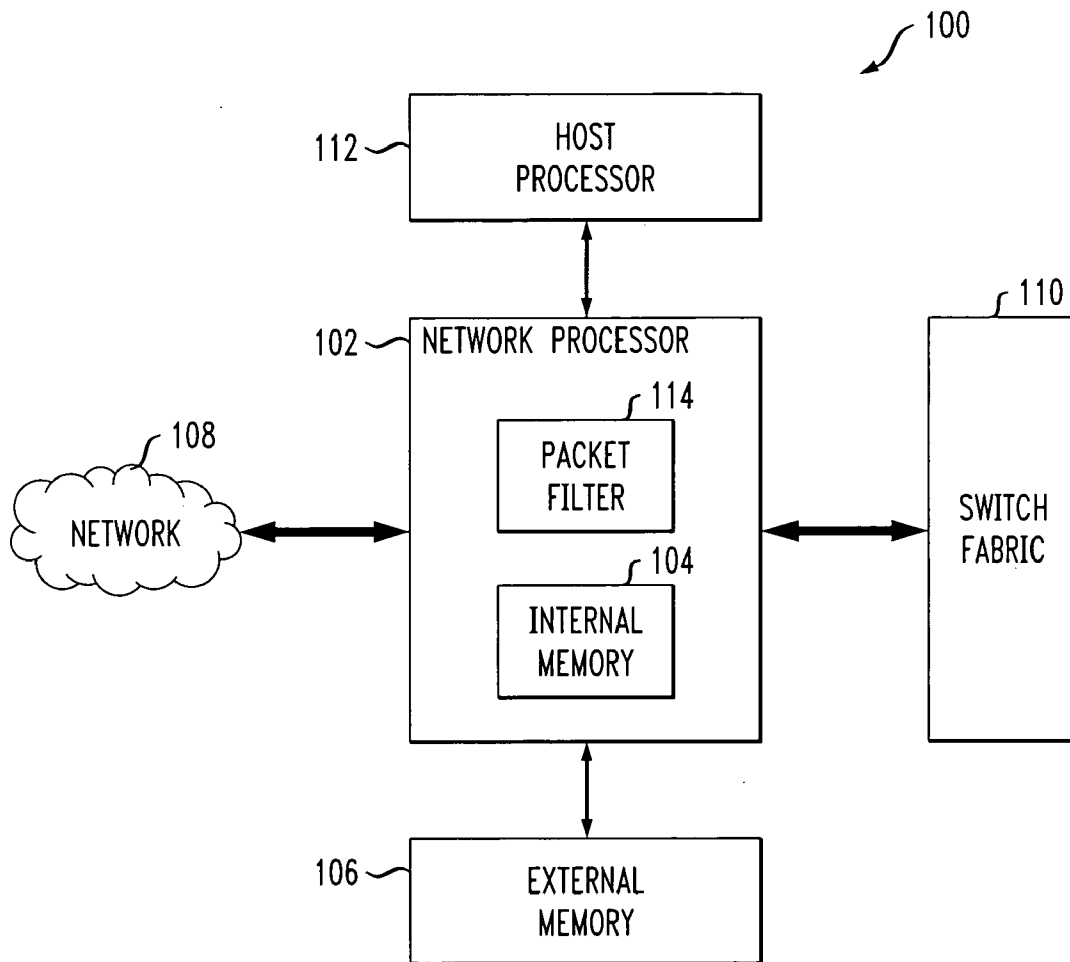 100
112
HOST
PROCESSOR
110
102
NETWORK PROCESSOR
114
PACKET
FILTER
108
NETWORK
SWITCH
FABRIC
104
INTERNAL
MEMORY
106
EXTERNAL
MEMORY